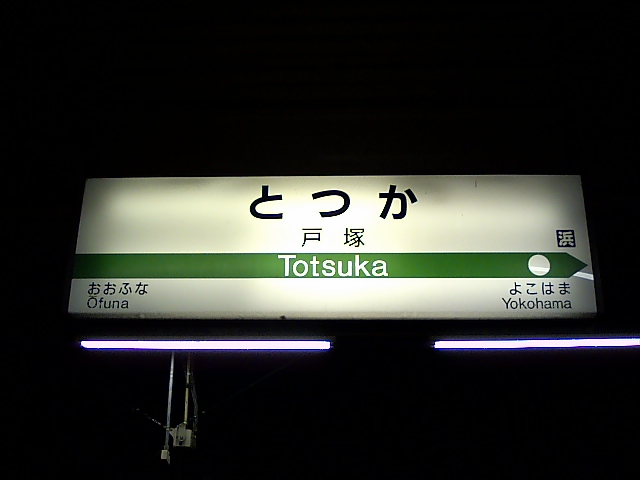 とつか
戸塚
浜
Totsuka
おおふな
Ōfuna
よこはま
Yokohama